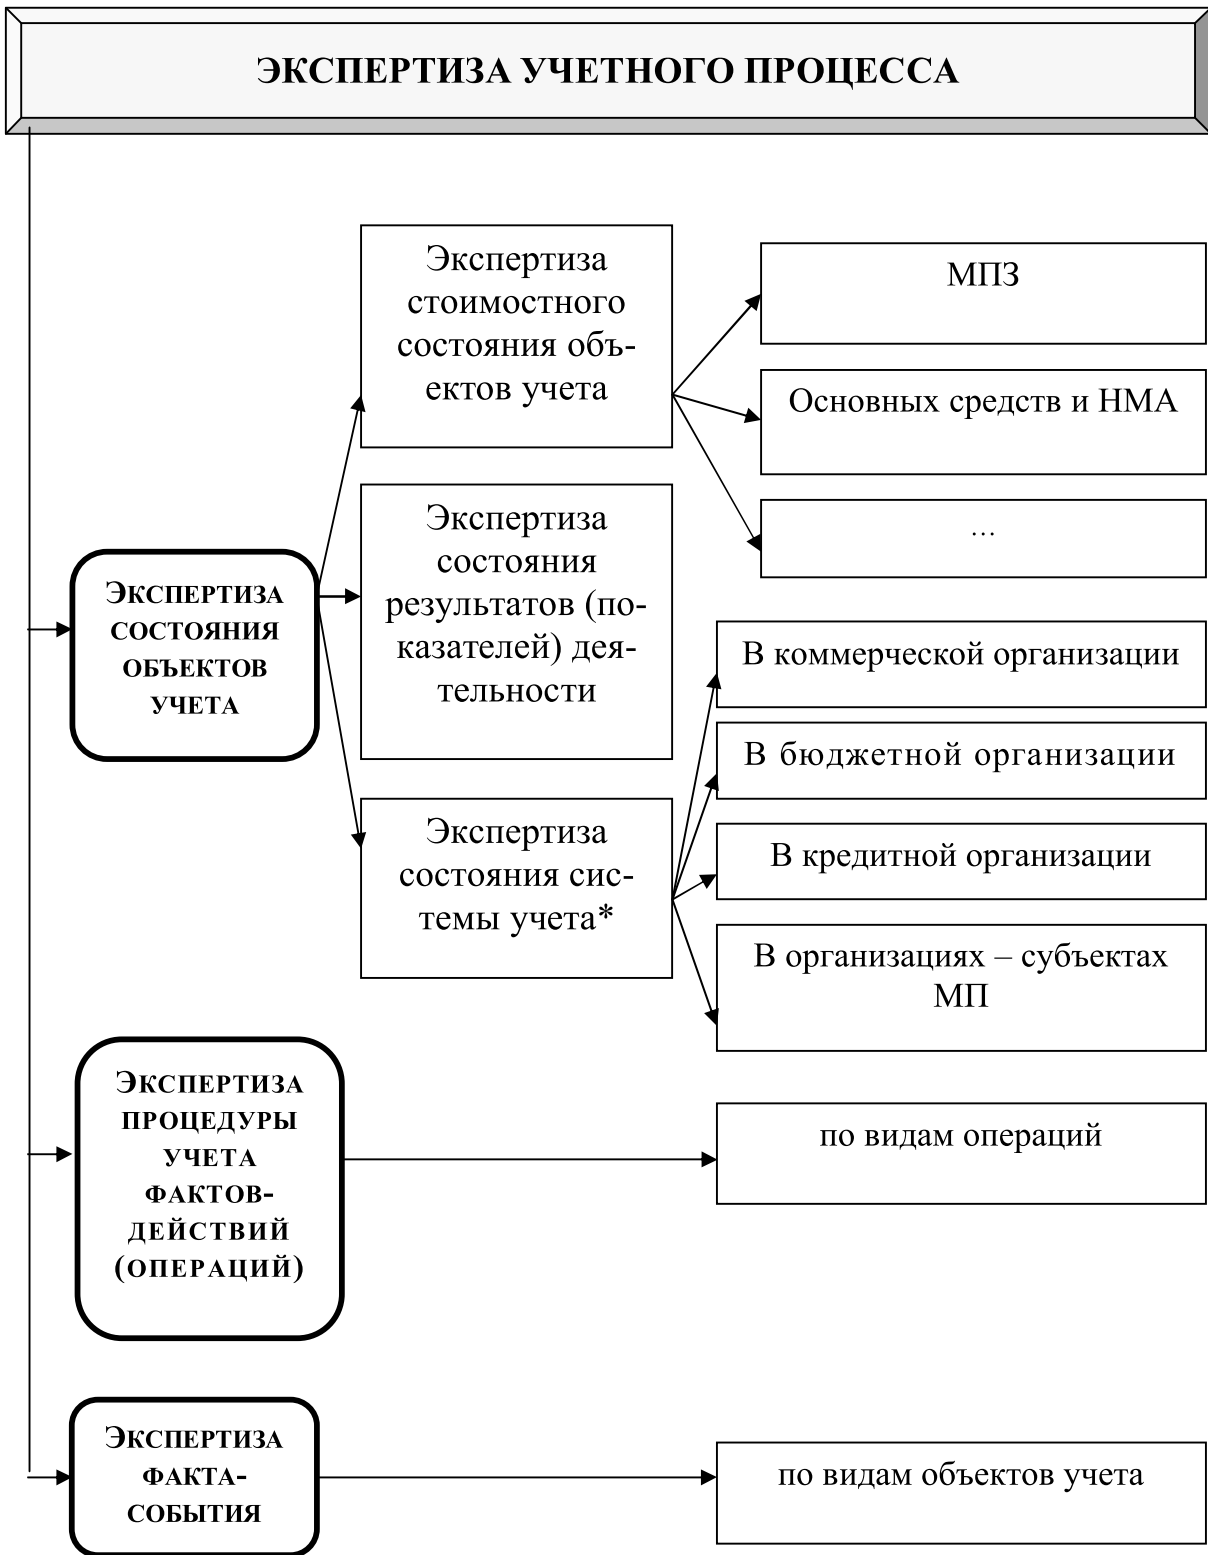 ЭКСПЕРТИЗА УЧЕТНОГО ПРОЦЕССА
Экспертиза
стоимостного
состояния объ-
ектов учета
МПЗ
Основных средств и НМА
...
ЭКСПЕРТИЗА
СОСТОЯНИЯ
ОБЪЕКТОВ
УЧЕТА
Экспертиза
состояния
результатов (по-
казателей) дея-
тельности
Экспертиза
состояния сис-
темы учета*
В коммерческой организации
В бюджетной организации
В кредитной организации
В организациях – субъектах
МП
ЭКСПЕРТИЗА
ПРОЦЕДУРЫ
УЧЕТА
ФАКТОВ-
ДЕЙСТВИЙ
(ОПЕРАЦИЙ)
по видам операций
ЭКСПЕРТИЗА
ФАКТА-
СОБЫТИЯ
по видам объектов учета